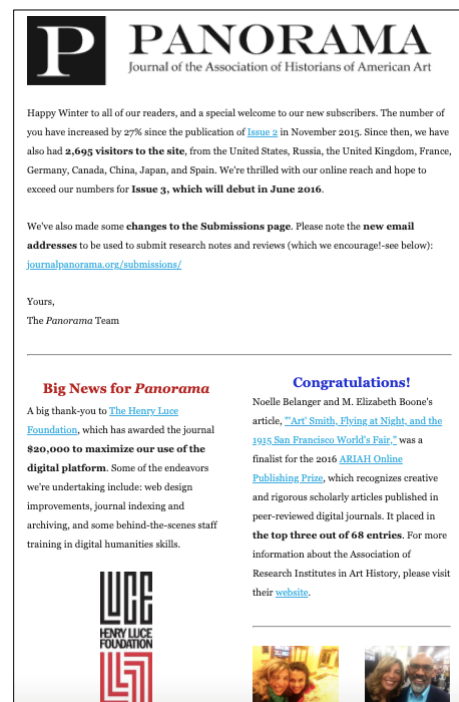 P PANORAMA
Journal of the Association of Historians of American Art
Happy Winter to all of our readers, and a special welcome to our new subscribers. The number of
you have increased by 27% since the publication of Issue 2 in November 2015. Since then, we have
also had 2,695 visitors to the site, from the United States, Russia, the United Kingdom, France,
Germany, Canada, China, Japan, and Spain. We're thrilled with our online reach and hope to
exceed our numbers for Issue 3, which will debut in June 2016.
We've also made some changes to the Submissions page. Please note the new email
addresses to be used to submit research notes and reviews (which we encourage!-see below):
journalpanorama.org/submissions/
Yours,
The Panorama Team
Big News for Panorama
A big thank-you to The Henry Luce
Foundation, which has awarded the journal
$20,000 to maximize our use of the
digital platform. Some of the endeavors
we're undertaking include: web design
improvements, journal indexing and
archiving, and some behind-the-scenes staff
training in digital humanities skills.
LUCE
HENRY LUCE
FOUNDATION
Congratulations!
Noelle Belanger and M. Elizabeth Boone's
article, "'Art' Smith, Flying at Night, and the
1915 San Francisco World's Fair," was a
finalist for the 2016 ARIAH Online
Publishing Prize, which recognizes creative
and rigorous scholarly articles published in
peer-reviewed digital journals. It placed in
the top three out of 68 entries. For more
information about the Association of
Research Institutes in Art History, please visit
their website.